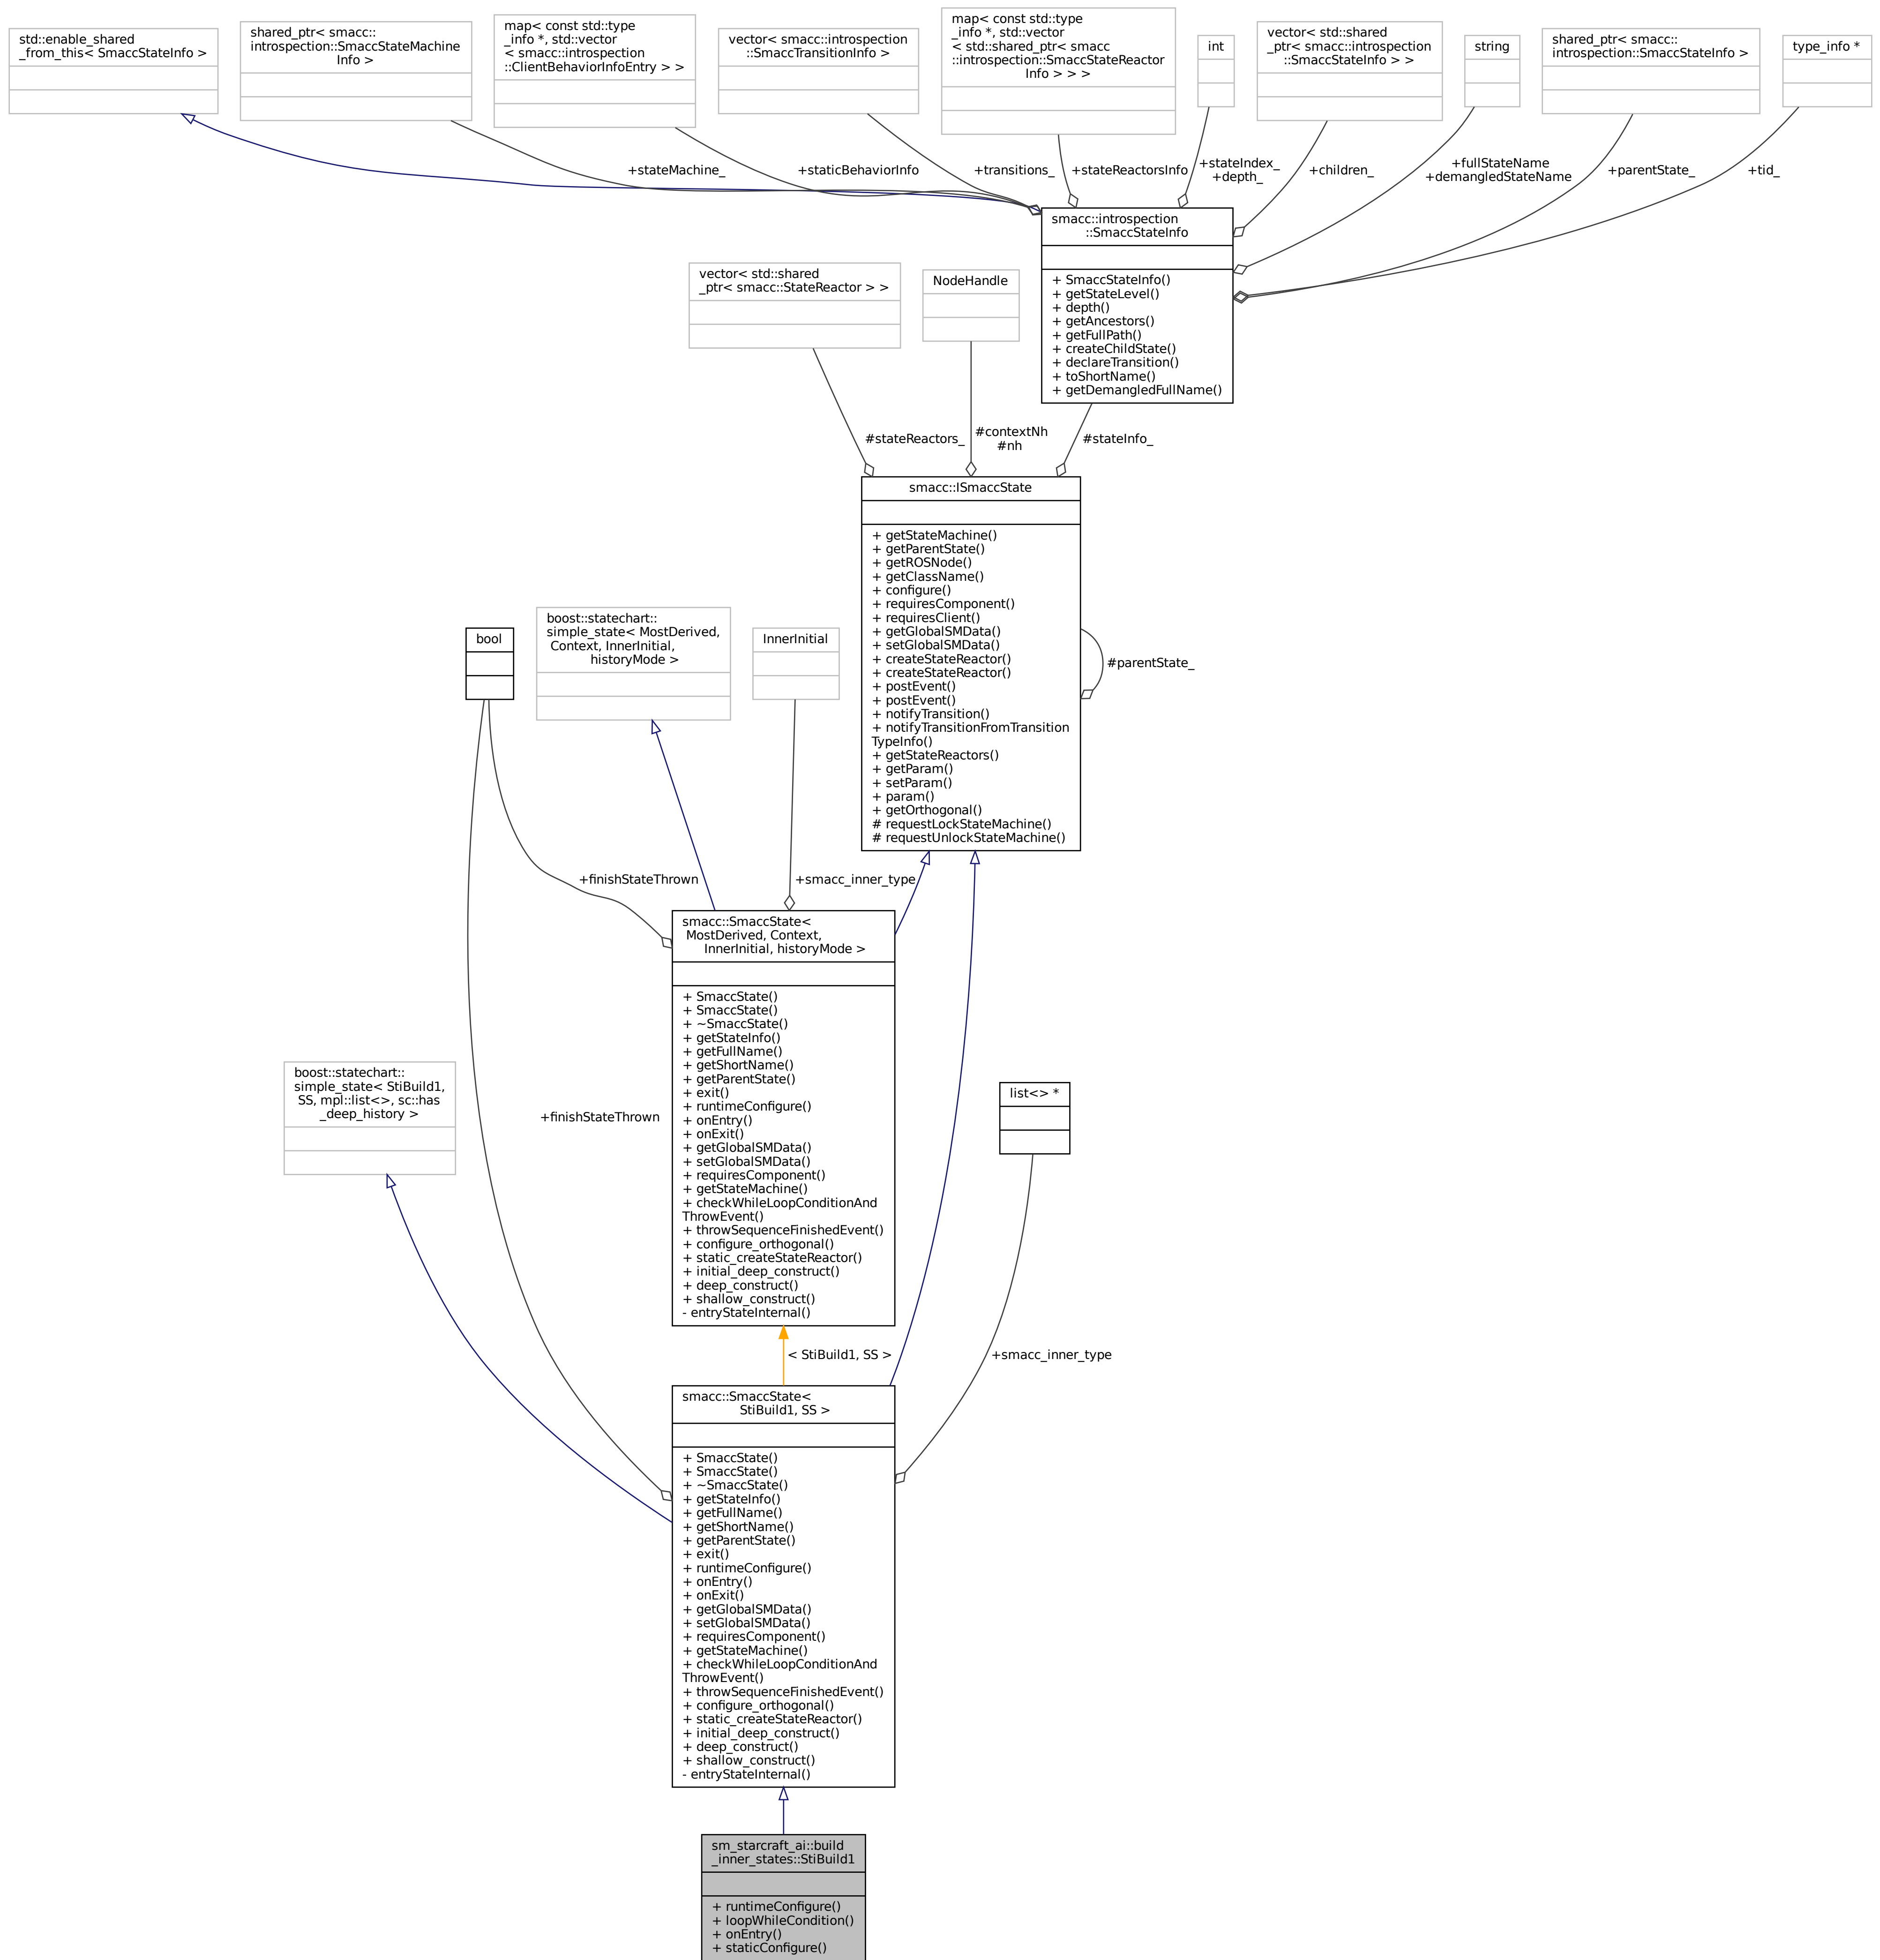 std::enable_shared
_from_this< SmaccStateInfo >
shared_ptr< smacc::
introspection::SmaccStateMachine
Info >
map< const std::type
_info *, std::vector
< smacc::introspection
::ClientBehaviorInfoEntry > >
vector< smacc::introspection
::SmaccTransitionInfo >
map< const std::type
_info *, std::vector
< std::shared_ptr< smacc
::introspection::SmaccStateReactor
Info > > >
int
vector< std::shared
_ptr< smacc::introspection
::SmaccStateInfo > >
string
shared_ptr< smacc::
introspection::SmaccStateInfo >
type_info *
+stateMachine_
+staticBehaviorInfo
+transitions_
+stateReactorsInfo
+stateIndex_
+depth_
+children_
+fullStateName
+demangledStateName
+parentState_
+tid_
smacc::introspection
::SmaccStateInfo
+ SmaccStateInfo()
+ getStateLevel()
+ depth()
+ getAncestors()
+ getFullPath()
+ createChildState()
+ declareTransition()
+ toShortName()
+ getDemangledFullName()
vector< std::shared
_ptr< smacc::StateReactor > >
NodeHandle
#stateReactors_
#contextNh
#nh
#stateInfo_
smacc::ISmaccState
+ getStateMachine()
+ getParentState()
+ getROSNode()
+ getClassName()
+ configure()
+ requiresComponent()
+ requiresClient()
+ getGlobalSMData()
+ setGlobalSMData()
+ createStateReactor()
+ createStateReactor()
+ postEvent()
+ postEvent()
+ notifyTransition()
+ notifyTransitionFromTransition
TypeInfo()
+ getStateReactors()
+ getParam()
+ setParam()
+ param()
+ getOrthogonal()
# requestLockStateMachine()
# requestUnlockStateMachine()
#parentState_
bool
boost::statechart::
simple_state< MostDerived,
Context, InnerInitial,
historyMode >
InnerInitial
+finishStateThrown
+smacc_inner_type
smacc::SmaccState<
MostDerived, Context,
InnerInitial, historyMode >
+ SmaccState()
+ SmaccState()
+ ~SmaccState()
+ getStateInfo()
+ getFullName()
+ getShortName()
+ getParentState()
+ exit()
+ runtimeConfigure()
+ onEntry()
+ onExit()
+ getGlobalSMData()
+ setGlobalSMData()
+ requiresComponent()
+ getStateMachine()
+ checkWhileLoopConditionAnd
ThrowEvent()
+ throwSequenceFinishedEvent()
+ configure_orthogonal()
+ static_createStateReactor()
+ initial_deep_construct()
+ deep_construct()
+ shallow_construct()
- entryStateInternal()
boost::statechart::
simple_state< StiBuild1,
SS, mpl::list<>, sc::has
_deep_history >
+finishStateThrown
list<> *
< StiBuild1, SS >
+smacc_inner_type
smacc::SmaccState<
StiBuild1, SS >
+ SmaccState()
+ SmaccState()
+ ~SmaccState()
+ getStateInfo()
+ getFullName()
+ getShortName()
+ getParentState()
+ exit()
+ runtimeConfigure()
+ onEntry()
+ onExit()
+ getGlobalSMData()
+ setGlobalSMData()
+ requiresComponent()
+ getStateMachine()
+ checkWhileLoopConditionAnd
ThrowEvent()
+ throwSequenceFinishedEvent()
+ configure_orthogonal()
+ static_createStateReactor()
+ initial_deep_construct()
+ deep_construct()
+ shallow_construct()
- entryStateInternal()
sm_starcraft_ai::build
_inner_states::StiBuild1
+ runtimeConfigure()
+ loopWhileCondition()
+ onEntry()
+ staticConfigure()